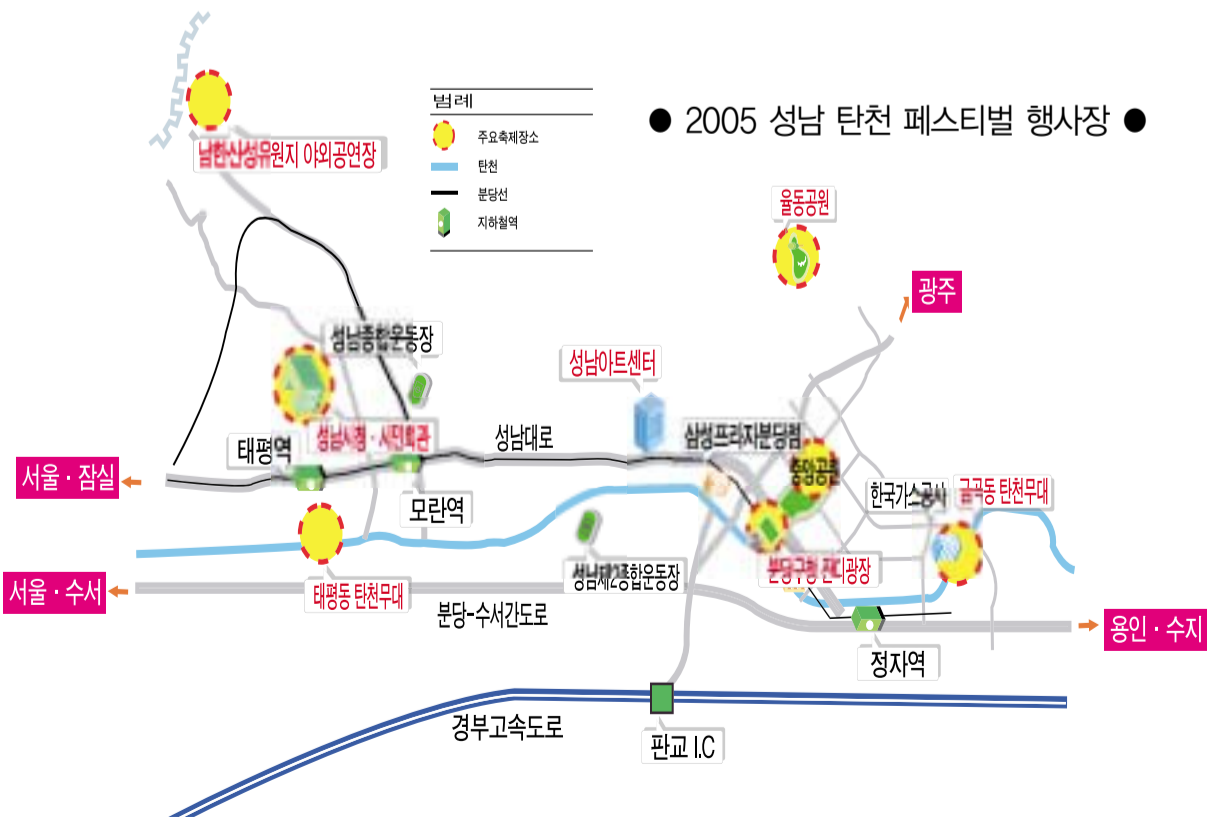 ● 2005 성남 탄천 페스티벌 행사장 ●
범례
주요축제장소
탄천
분당선
지하철역
남한산성유원지 야외공연장
율동공원
광주
성남종합운동장
성남아트센터
성남시청·시민회관
태평역
성남대로
삼성프라자분당점
중앙공원
서울·잠실
모란역
한국가스공사
금곡동 탄천무대
서울·수서
태평동 탄천무대
성남제2종합운동장
분당구청 잔디광장
분당-수서간도로
용인·수지
정자역
경부고속도로
판교 I.C